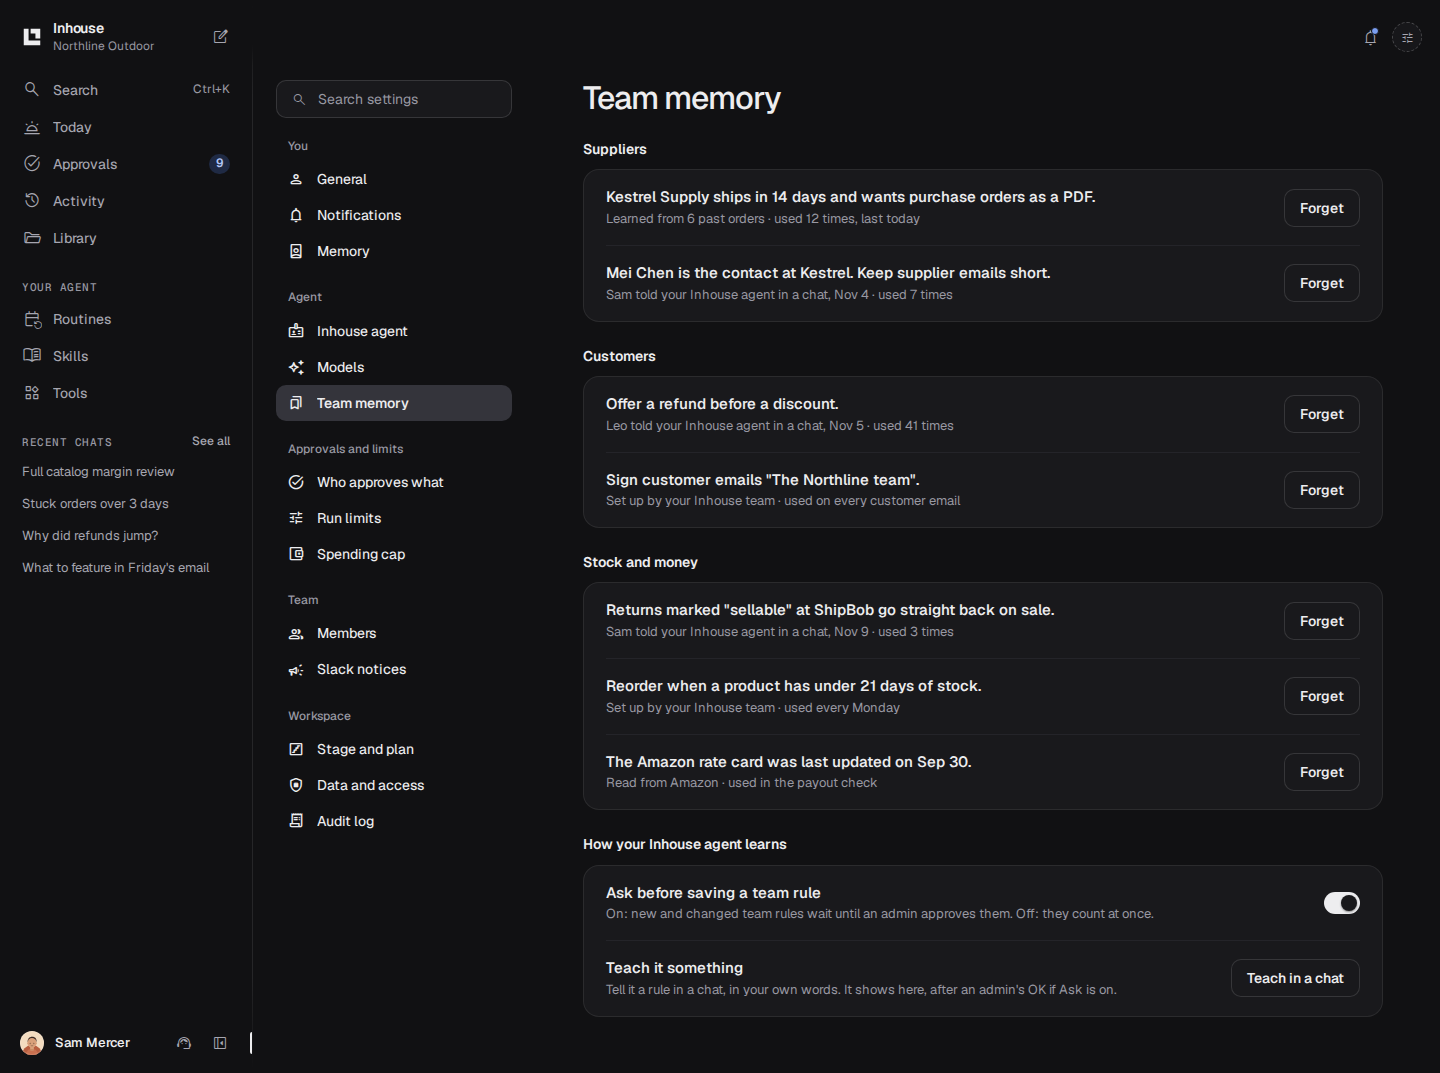 Inhouse
Northline Outdoor
Search
Ctrl+K
Today
Approvals
9
Activity
Library
YOUR AGENT
Routines
Skills
Tools
RECENT CHATS
See all
Full catalog margin review
Stuck orders over 3 days
Why did refunds jump?
What to feature in Friday's email
Sam Mercer
Search settings
You
General
Notifications
Memory
Agent
Inhouse agent
Models
Team memory
Approvals and limits
Who approves what
Run limits
Spending cap
Team
Members
Slack notices
Workspace
Stage and plan
Data and access
Audit log
Team memory
Suppliers
Kestrel Supply ships in 14 days and wants purchase orders as a PDF.
Learned from 6 past orders · used 12 times, last today
Forget
Mei Chen is the contact at Kestrel. Keep supplier emails short.
Sam told your Inhouse agent in a chat, Nov 4 · used 7 times
Forget
Customers
Offer a refund before a discount.
Leo told your Inhouse agent in a chat, Nov 5 · used 41 times
Forget
Sign customer emails "The Northline team".
Set up by your Inhouse team · used on every customer email
Forget
Stock and money
Returns marked "sellable" at ShipBob go straight back on sale.
Sam told your Inhouse agent in a chat, Nov 9 · used 3 times
Forget
Reorder when a product has under 21 days of stock.
Set up by your Inhouse team · used every Monday
Forget
The Amazon rate card was last updated on Sep 30.
Read from Amazon · used in the payout check
Forget
How your Inhouse agent learns
Ask before saving a team rule
On: new and changed team rules wait until an admin approves them. Off: they count at once.
Teach it something
Tell it a rule in a chat, in your own words. It shows here, after an admin's OK if Ask is on.
Teach in a chat